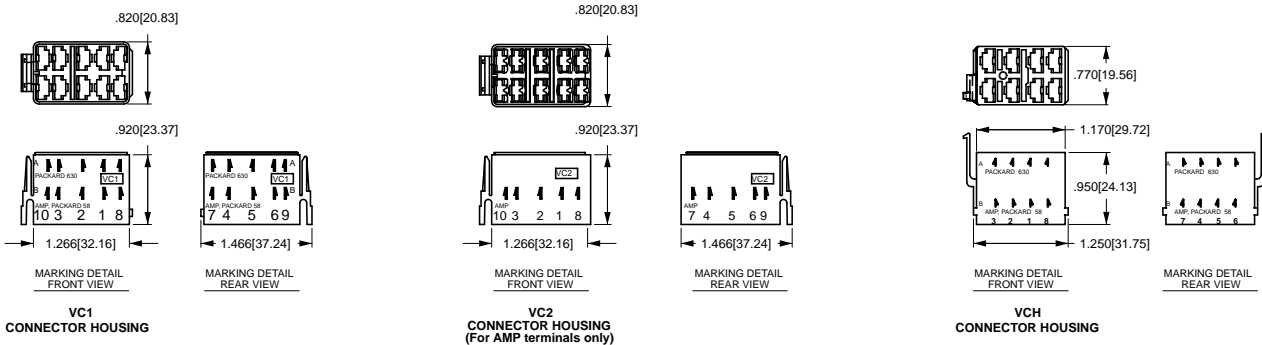 .820[20.83]
.920[23.37]
A
PACKARD 630
VC1
B
AMP, PACKARD 58
10 3 2 1 8
1.266[32.16]
MARKING DETAIL
FRONT VIEW
A
PACKARD 630
VC1
B
AMP, PACKARD 58
7 4 5 6 9
1.466[37.24]
MARKING DETAIL
REAR VIEW
VC1
CONNECTOR HOUSING
.820[20.83]
.920[23.37]
VC2
AMP
10 3 2 1 8
1.266[32.16]
MARKING DETAIL
FRONT VIEW
VC2
AMP
7 4 5 6 9
1.466[37.24]
MARKING DETAIL
REAR VIEW
VC2
CONNECTOR HOUSING
(For AMP terminals only)
.770[19.56]
1.170[29.72]
A
PACKARD 630
.950[24.13]
B
AMP, PACKARD 58
3 2 1 8
1.250[31.75]
MARKING DETAIL
FRONT VIEW
A
PACKARD 630
B
AMP, PACKARD 58
7 4 5 6
MARKING DETAIL
REAR VIEW
VCH
CONNECTOR HOUSING